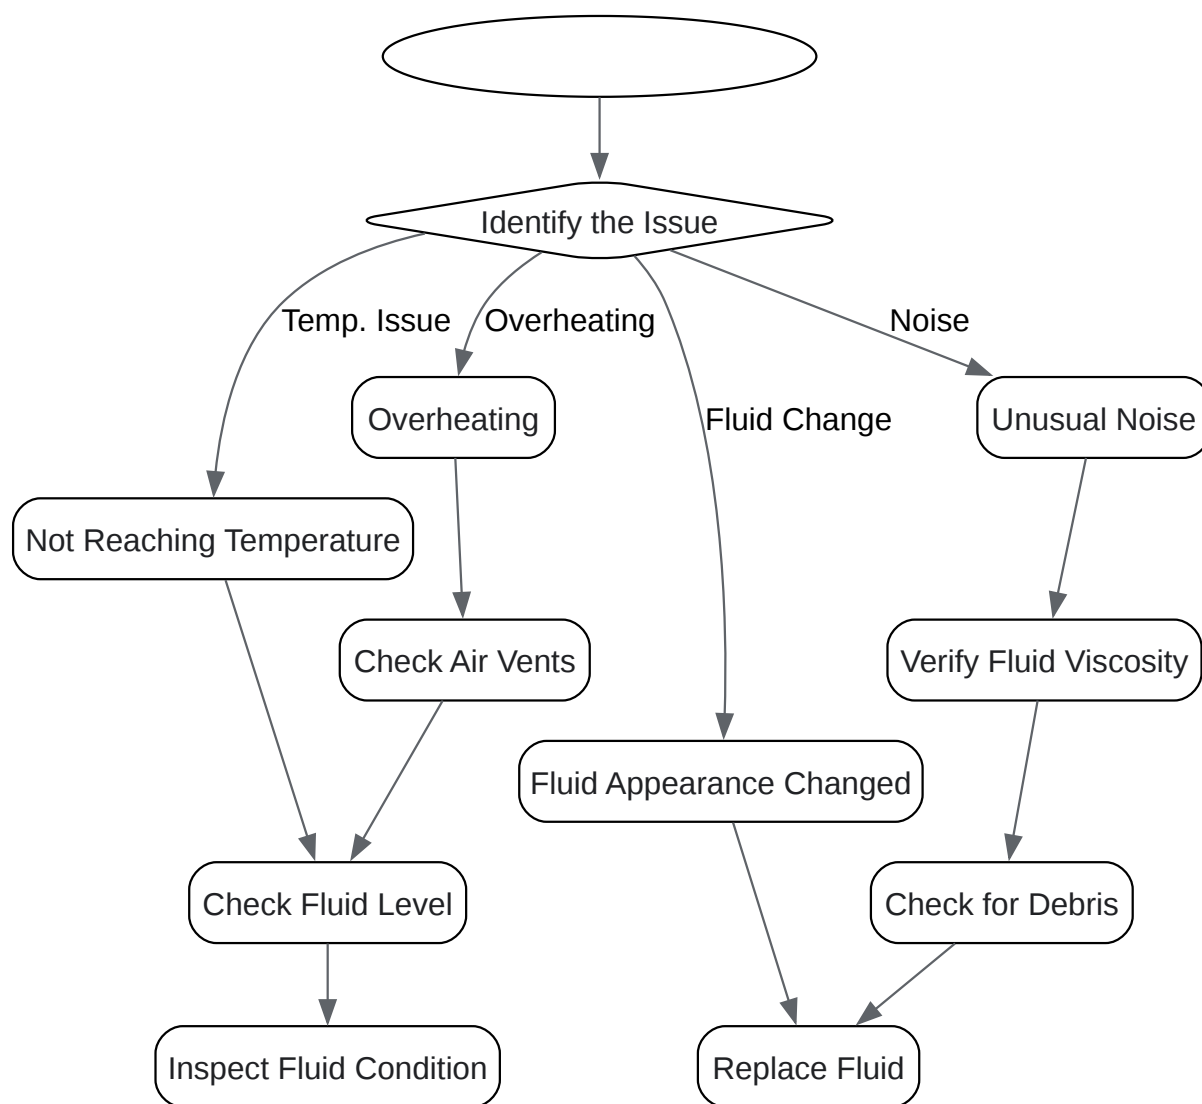 Identify the Issue
Temp. Issue
Overheating
Noise
Overheating
Fluid Change
Unusual Noise
Not Reaching Temperature
Check Air Vents
Verify Fluid Viscosity
Fluid Appearance Changed
Check Fluid Level
Check for Debris
Inspect Fluid Condition
Replace Fluid